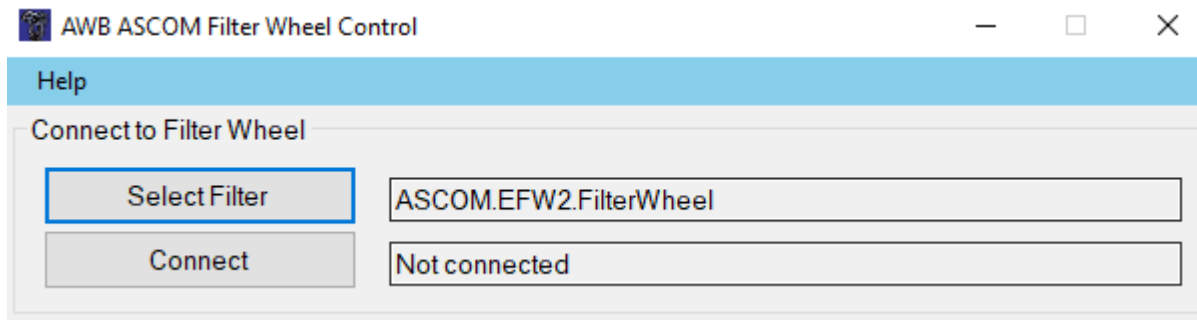 AWB ASCOM Filter Wheel Control
Help
Connect to Filter Wheel
Select Filter
ASCOM.EFW2.FilterWheel
Connect
Not connected